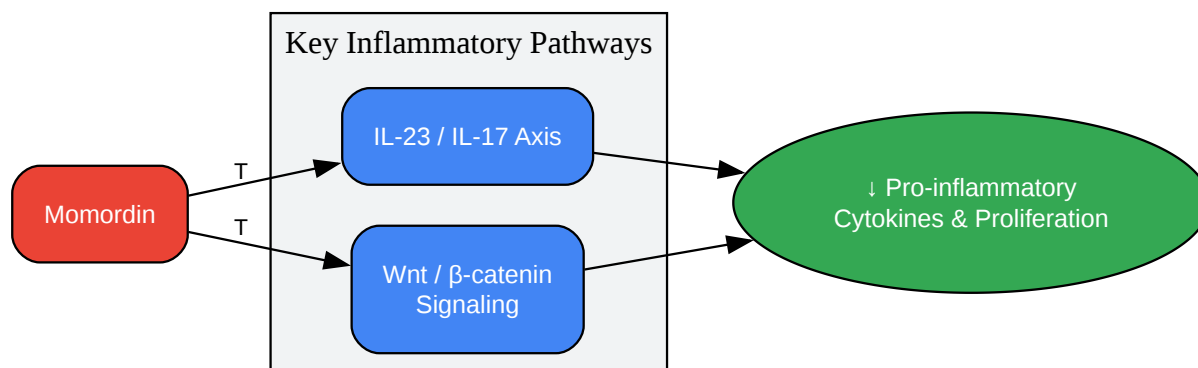 Key Inflammatory Pathways
IL-23 / IL-17 Axis
T
Momordin
T
Wnt / β-catenin
Signaling
↓ Pro-inflammatory
Cytokines & Proliferation